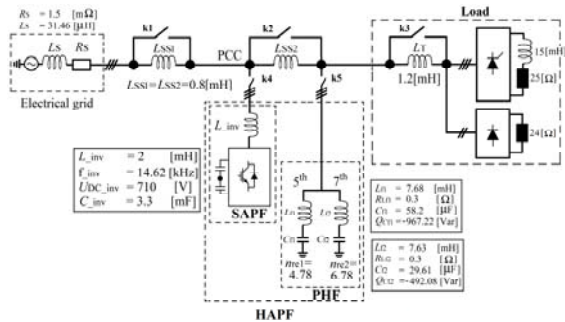 Rs = 1.5 [mΩ]
Ls = 31.46 [μH]
Ls Rs
Electrical grid
k1
LSS1
PCC
k2
LSS2
LSS1=LSS2=0.8[mH]
k4
k5
k3
LT
1.2[mH]
Load
15[mH]
25[Ω]
24[Ω]
L_inv
L_inv = 2 [mH]
f_inv = 14.62 [kHz]
UDC_inv = 710 [V]
C_inv = 3.3 [mF]
SAPF
5th 7th
Lf1 Lf2
Cf1 Cf2
nre1= 4.78
nre2= 6.78
PHF
HAPF
Lf1 = 7.68 [mH]
RLf1 = 0.3 [Ω]
Cf1 = 58.2 [μF]
QCf1 =-967.22 [Var]
Lf2 = 7.63 [mH]
RLf2 = 0.3 [Ω]
Cf2 = 29.61 [μF]
QCf2 =-492.08 [Var]